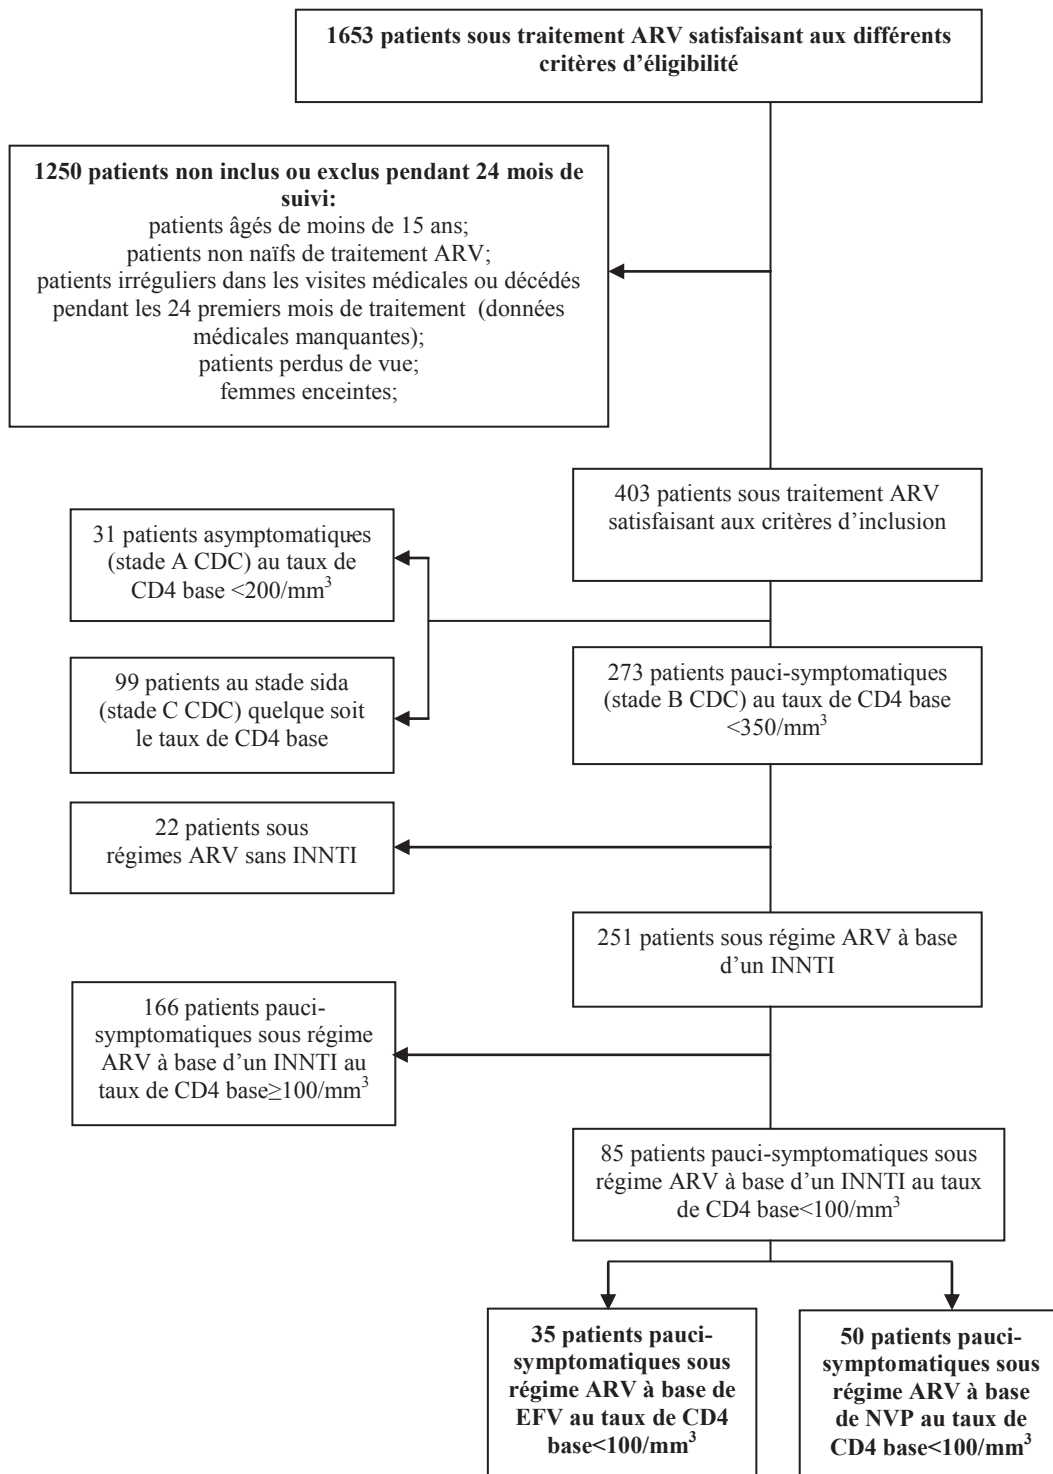 1653 patients sous traitement ARV satisfaisant aux différents
critères d’éligibilité
1250 patients non inclus ou exclus pendant 24 mois de
suivi:
patients âgés de moins de 15 ans;
patients non naïfs de traitement ARV;
patients irréguliers dans les visites médicales ou décédés
pendant les 24 premiers mois de traitement (données
médicales manquantes);
patients perdus de vue;
femmes enceintes;
403 patients sous traitement ARV
satisfaisant aux critères d’inclusion
31 patients asymptomatiques
(stade A CDC) au taux de
CD4 base <200/mm³
99 patients au stade sida
(stade C CDC) quelque soit
le taux de CD4 base
273 patients pauci-symptomatiques
(stade B CDC) au taux de CD4 base
<350/mm³
22 patients sous
régimes ARV sans INNTI
251 patients sous régime ARV à base
d’un INNTI
166 patients pauci-
symptomatiques sous régime
ARV à base d’un INNTI au
taux de CD4 base≥100/mm³
85 patients pauci-symptomatiques sous
régime ARV à base d’un INNTI au taux
de CD4 base<100/mm³
35 patients pauci-
symptomatiques sous
régime ARV à base de
EFV au taux de CD4
base<100/mm³
50 patients pauci-
symptomatiques sous
régime ARV à base
de NVP au taux de
CD4 base<100/mm³